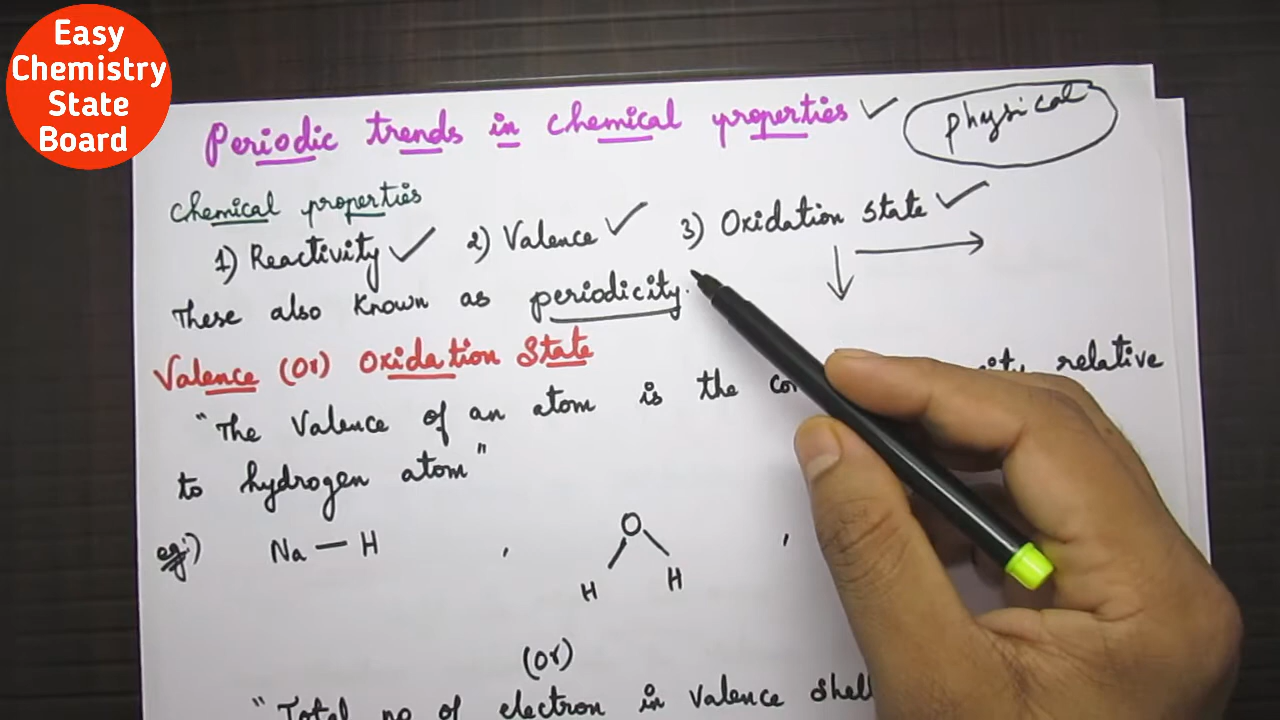 Easy
Chemistry
State
Board
Periodic trends in chemical properties
physical
Chemical properties
1) Reactivity 2) Valence 3) Oxidation state
These also known as periodicity.
Valence (or) Oxidation State
"The Valence of an atom is the relative
to hydrogen atom"
eg:) Na — H , O ,
H H
(or)
"Total no of electron in valence shell